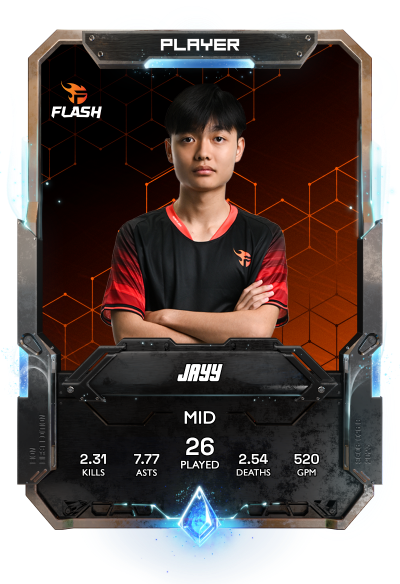 PLAYER
FLASH
JAYY
MID
26
PLAYED
2.31
KILLS
7.77
ASTS
2.54
DEATHS
520
GPM